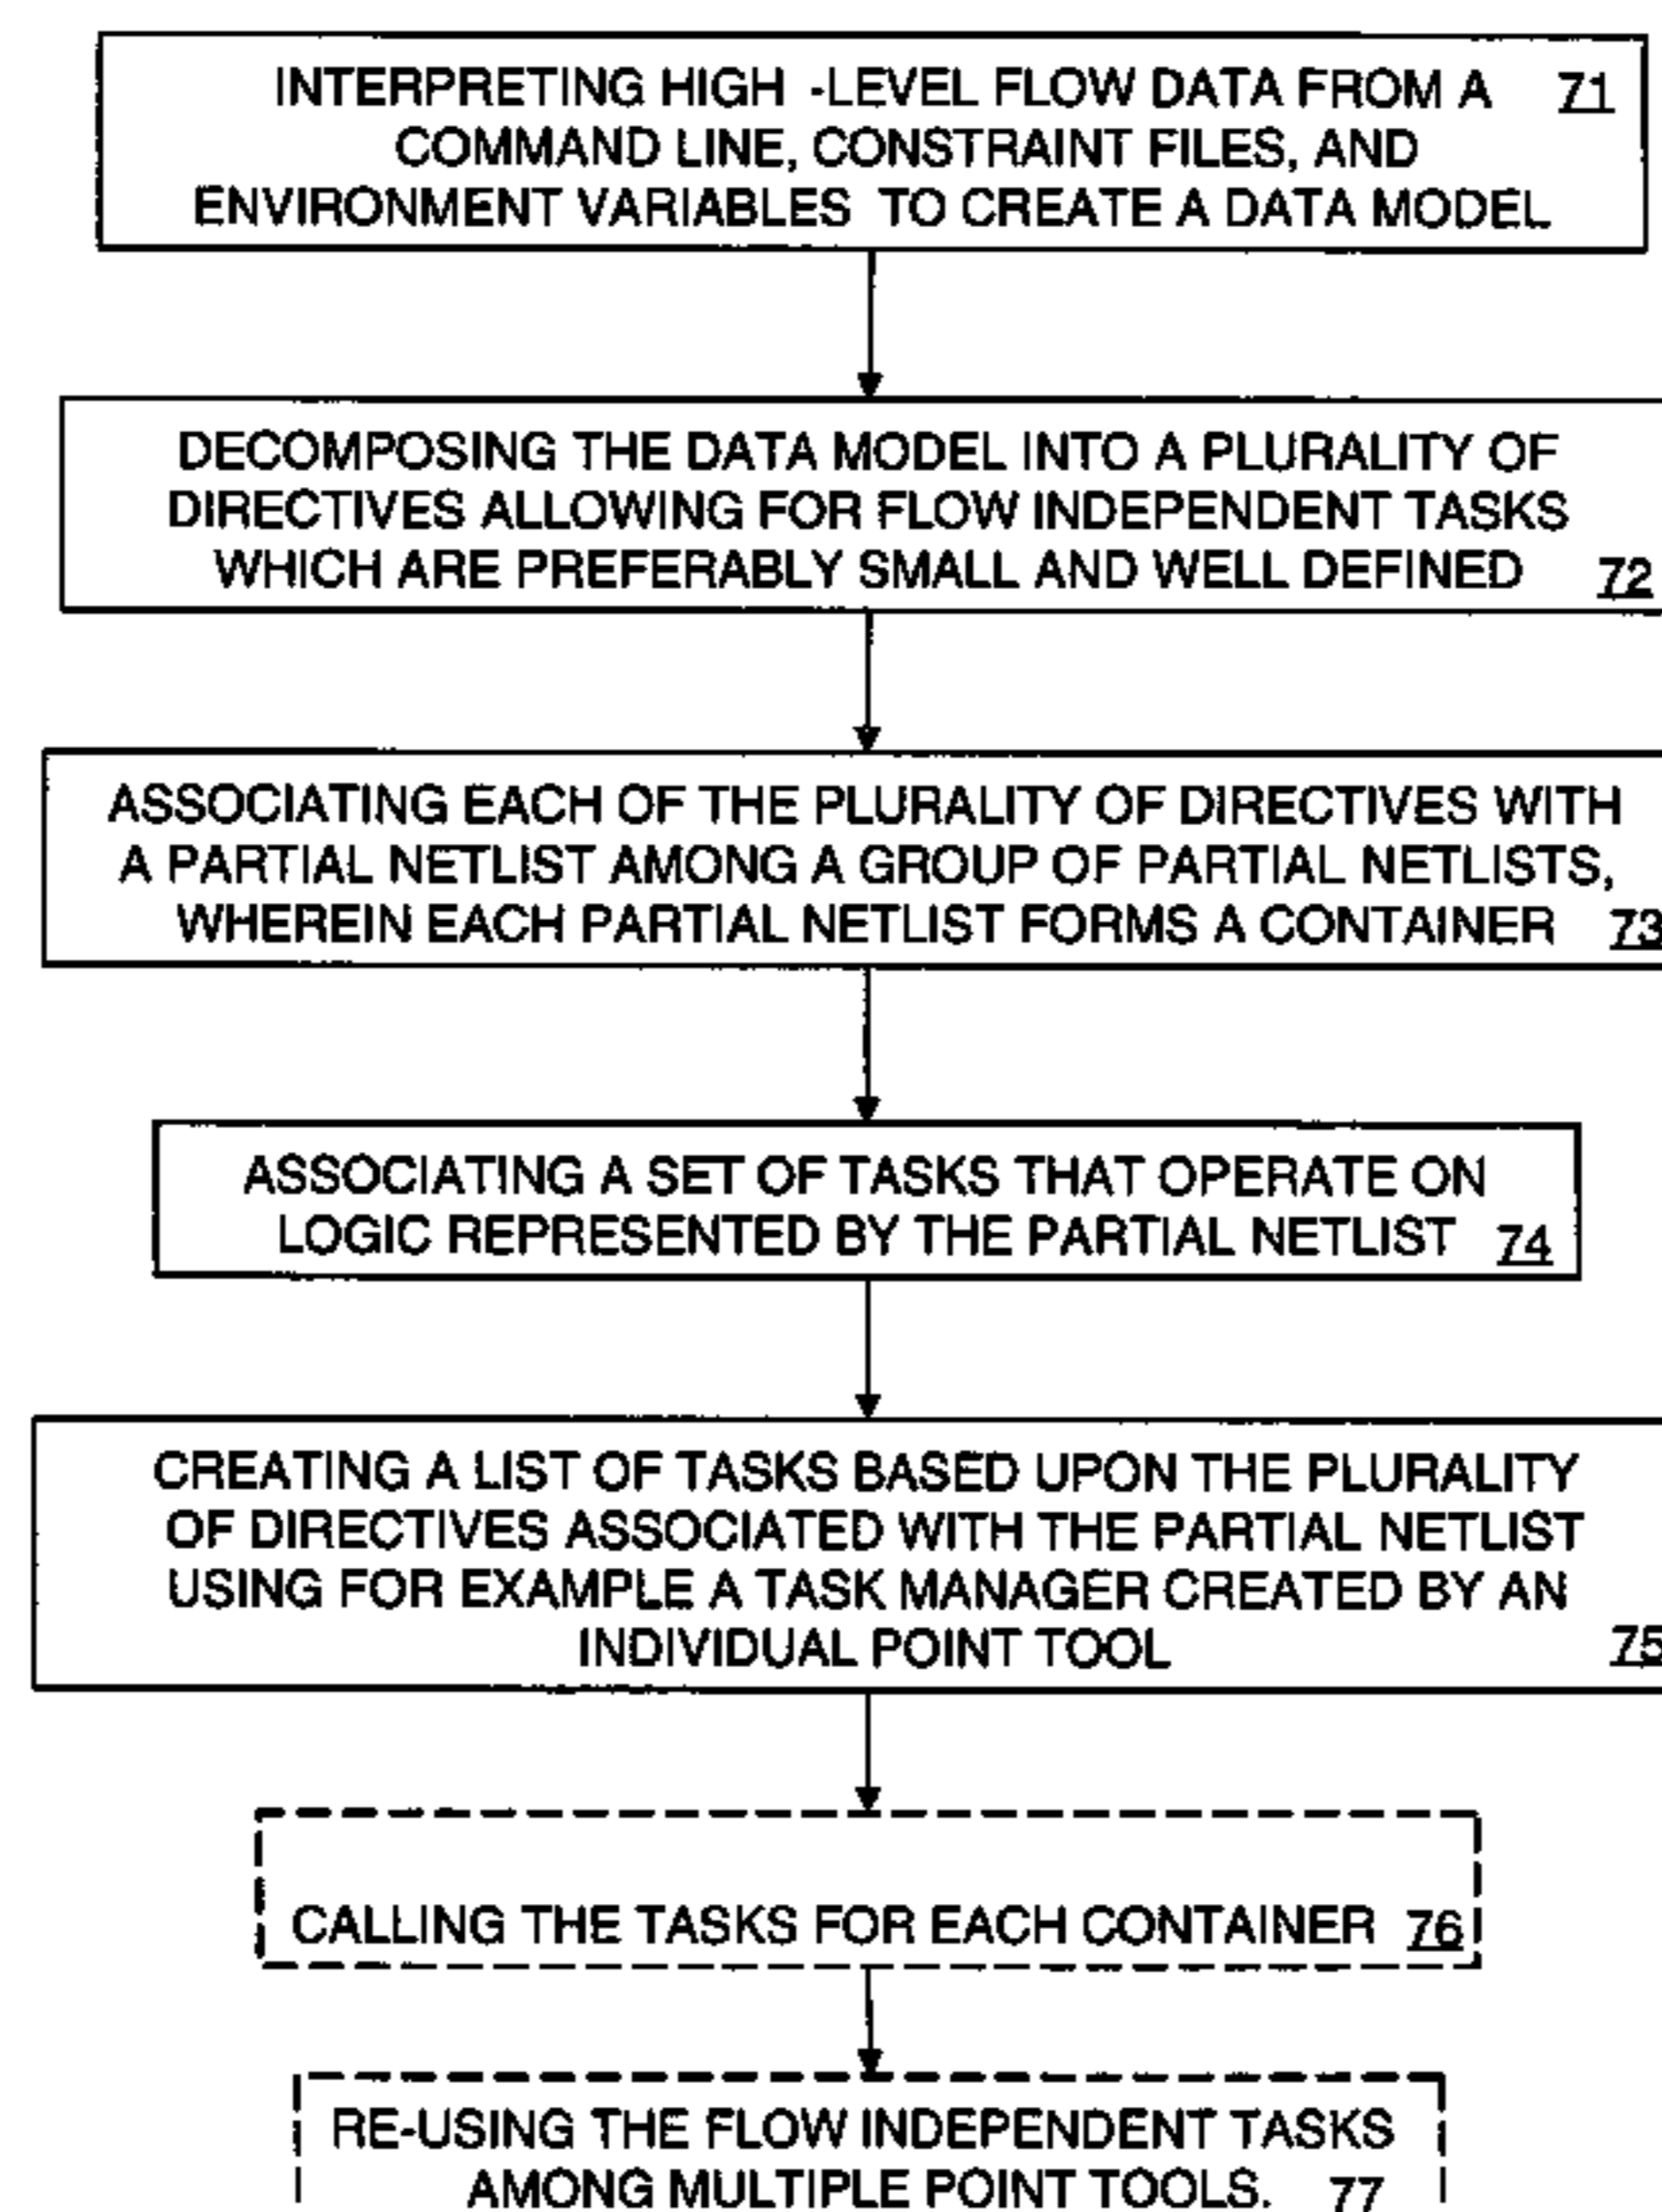 INTERPRETING HIGH -LEVEL FLOW DATA FROM A 71
COMMAND LINE, CONSTRAINT FILES, AND
ENVIRONMENT VARIABLES TO CREATE A DATA MODEL
DECOMPOSING THE DATA MODEL INTO A PLURALITY OF
DIRECTIVES ALLOWING FOR FLOW INDEPENDENT TASKS
WHICH ARE PREFERABLY SMALL AND WELL DEFINED 72
ASSOCIATING EACH OF THE PLURALITY OF DIRECTIVES WITH
A PARTIAL NETLIST AMONG A GROUP OF PARTIAL NETLISTS,
WHEREIN EACH PARTIAL NETLIST FORMS A CONTAINER 73
ASSOCIATING A SET OF TASKS THAT OPERATE ON
LOGIC REPRESENTED BY THE PARTIAL NETLIST 74
CREATING A LIST OF TASKS BASED UPON THE PLURALITY
OF DIRECTIVES ASSOCIATED WITH THE PARTIAL NETLIST
USING FOR EXAMPLE A TASK MANAGER CREATED BY AN
INDIVIDUAL POINT TOOL 75
CALLING THE TASKS FOR EACH CONTAINER 76
RE-USING THE FLOW INDEPENDENT TASKS
AMONG MULTIPLE POINT TOOLS. 77